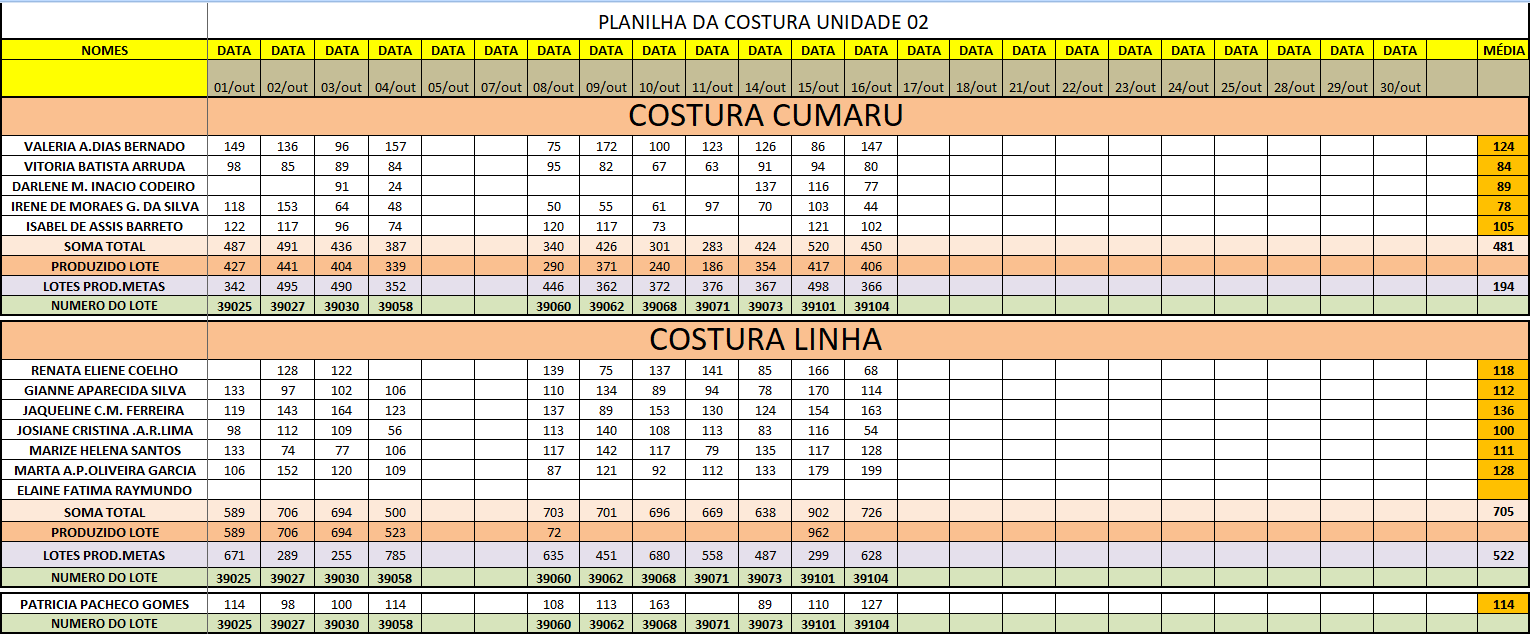 PLANILHA DA COSTURA UNIDADE 02
NOMES DATA DATA DATA DATA DATA DATA DATA DATA DATA DATA DATA DATA DATA DATA DATA DATA DATA DATA DATA DATA DATA DATA DATA MÉDIA
01/out 02/out 03/out 04/out 05/out 07/out 08/out 09/out 10/out 11/out 14/out 15/out 16/out 17/out 18/out 21/out 22/out 23/out 24/out 25/out 28/out 29/out 30/out
COSTURA CUMARU
VALERIA A.DIAS BERNADO 149 136 96 157 75 172 100 123 126 86 147 124
VITORIA BATISTA ARRUDA 98 85 89 84 95 82 67 63 91 94 80 84
DARLENE M. INACIO CODEIRO 91 24 137 116 77 89
IRENE DE MORAES G. DA SILVA 118 153 64 48 50 55 61 97 70 103 44 78
ISABEL DE ASSIS BARRETO 122 117 96 74 120 117 73 121 102 105
SOMA TOTAL 487 491 436 387 340 426 301 283 424 520 450 481
PRODUZIDO LOTE 427 441 404 339 290 371 240 186 354 417 406
LOTES PROD.METAS 342 495 490 352 446 362 372 376 367 498 366 194
NUMERO DO LOTE 39025 39027 39030 39058 39060 39062 39068 39071 39073 39101 39104
COSTURA LINHA
RENATA ELIENE COELHO 128 122 139 75 137 141 85 166 68 118
GIANNE APARECIDA SILVA 133 97 102 106 110 134 89 94 78 170 114 112
JAQUELINE C.M. FERREIRA 119 143 164 123 137 89 153 130 124 154 163 136
JOSIANE CRISTINA .A.R.LIMA 98 112 109 56 113 140 108 113 83 116 54 100
MARIZE HELENA SANTOS 133 74 77 106 117 142 117 79 135 117 128 111
MARTA A.P.OLIVEIRA GARCIA 106 152 120 109 87 121 92 112 133 179 199 128
ELAINE FATIMA RAYMUNDO
SOMA TOTAL 589 706 694 500 703 701 696 669 638 902 726 705
PRODUZIDO LOTE 589 706 694 523 72 962
LOTES PROD.METAS 671 289 255 785 635 451 680 558 487 299 628 522
NUMERO DO LOTE 39025 39027 39030 39058 39060 39062 39068 39071 39073 39101 39104
PATRICIA PACHECO GOMES 114 98 100 114 108 113 163 89 110 127 114
NUMERO DO LOTE 39025 39027 39030 39058 39060 39062 39068 39071 39073 39101 39104